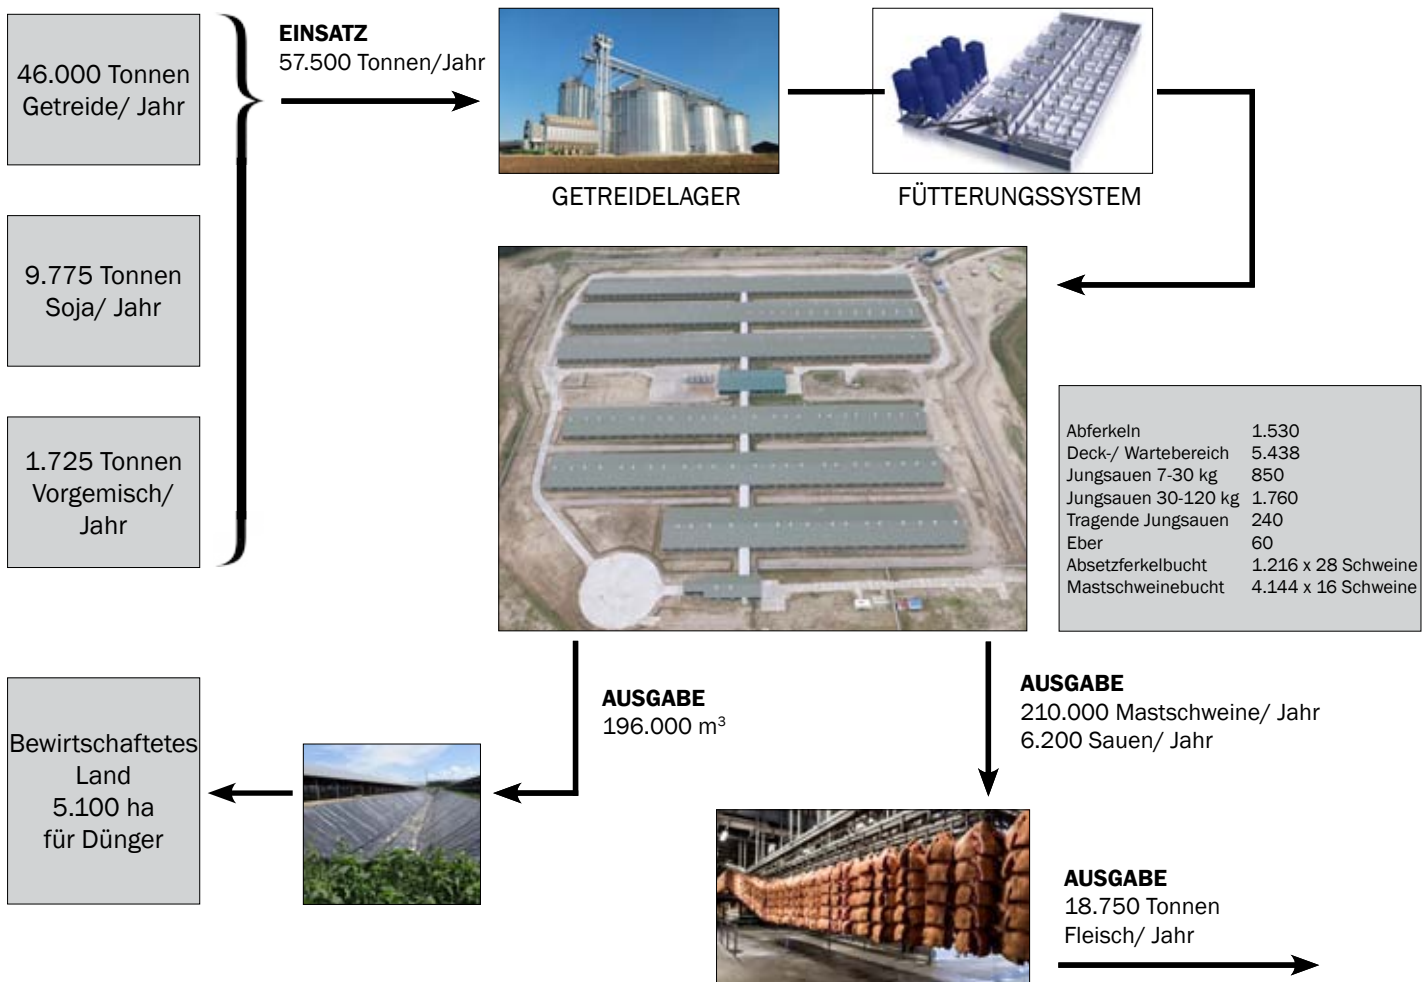 46.000 Tonnen
Getreide/ Jahr
9.775 Tonnen
Soja/ Jahr
1.725 Tonnen
Vorgemisch/
Jahr
EINSATZ
57.500 Tonnen/Jahr
GETREIDELAGER
FÜTTERUNGSSYSTEM
Abferkeln 1.530
Deck-/ Wartebereich 5.438
Jungsauen 7-30 kg 850
Jungsauen 30-120 kg 1.760
Tragende Jungsauen 240
Eber 60
Absetzferkelbucht 1.216 x 28 Schweine
Mastschweinebucht 4.144 x 16 Schweine
AUSGABE
196.000 m³
Bewirtschaftetes
Land
5.100 ha
für Dünger
AUSGABE
210.000 Mastschweine/ Jahr
6.200 Sauen/ Jahr
AUSGABE
18.750 Tonnen
Fleisch/ Jahr